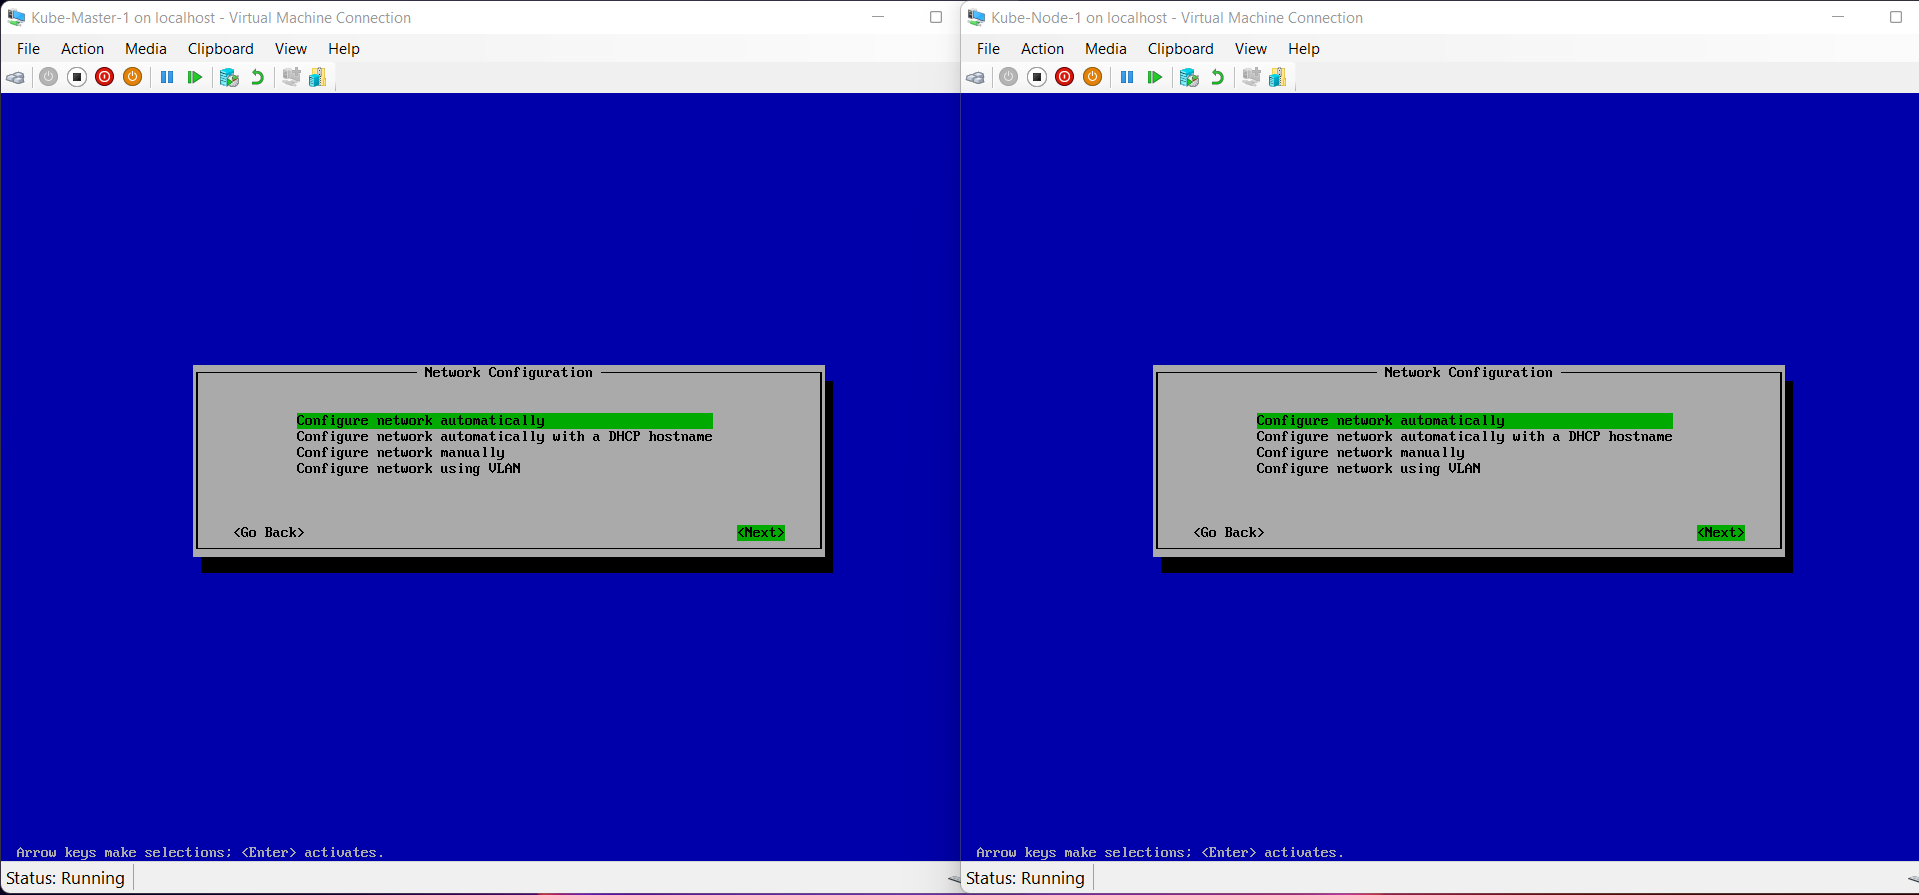 Kube-Master-1 on localhost - Virtual Machine Connection
File Action Media Clipboard View Help
Network Configuration
Configure network automatically
Configure network automatically with a DHCP hostname
Configure network manually
Configure network using VLAN
<Go Back> <Next>
Arrow keys make selections; <Enter> activates.
Status: Running
Kube-Node-1 on localhost - Virtual Machine Connection
File Action Media Clipboard View Help
Network Configuration
Configure network automatically
Configure network automatically with a DHCP hostname
Configure network manually
Configure network using VLAN
<Go Back> <Next>
Arrow keys make selections; <Enter> activates.
Status: Running